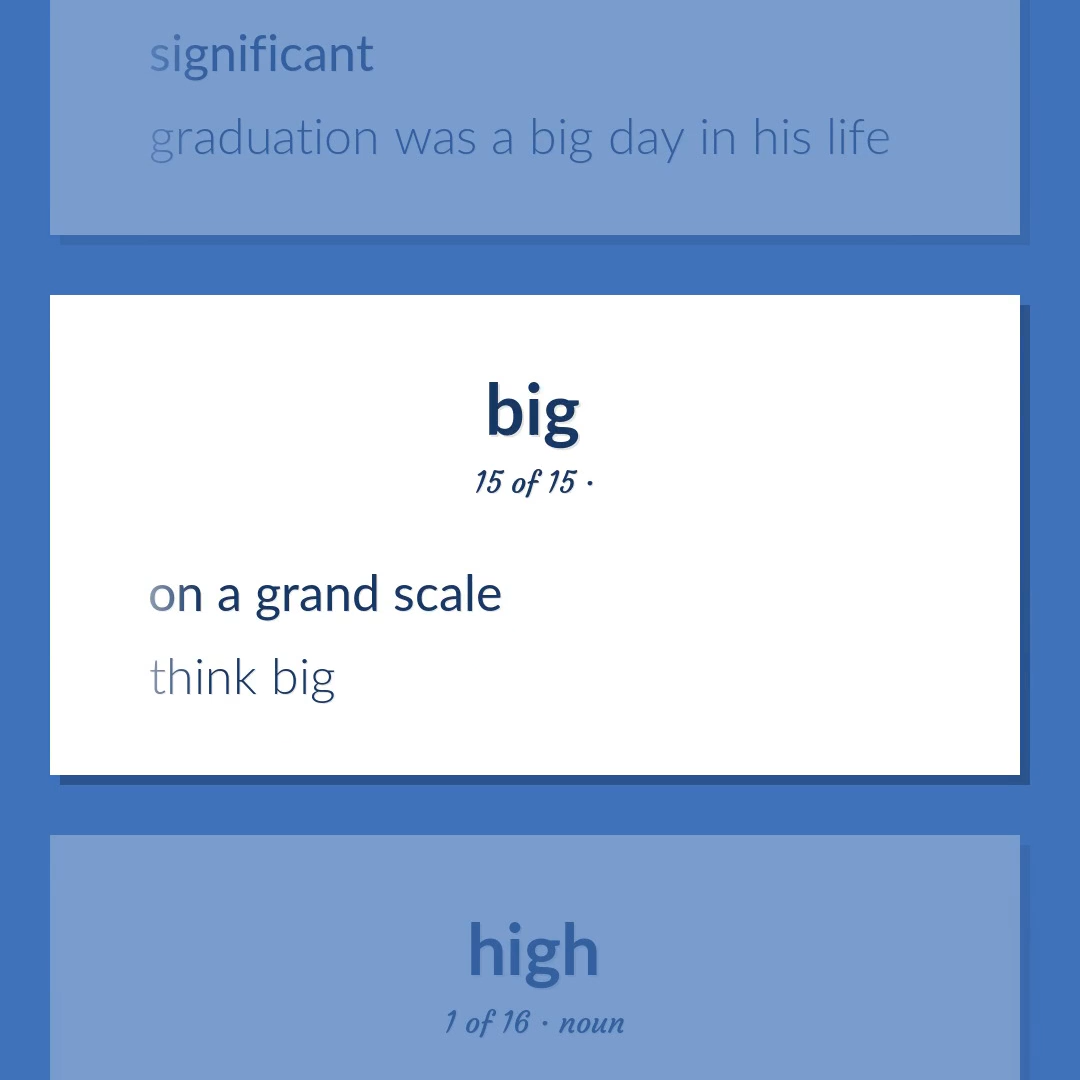 significant
graduation was a big day in his life
big
15 of 15 ·
on a grand scale
think big
high
1 of 16 · noun